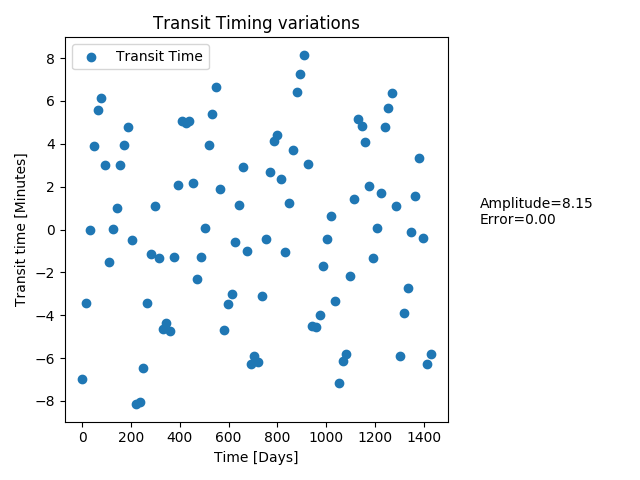 Transit Timing variations
Transit Time
8
6
4
2
0
−2
−4
−6
−8
Transit time [Minutes]
0 200 400 600 800 1000 1200 1400
Time [Days]
Amplitude=8.15
Error=0.00